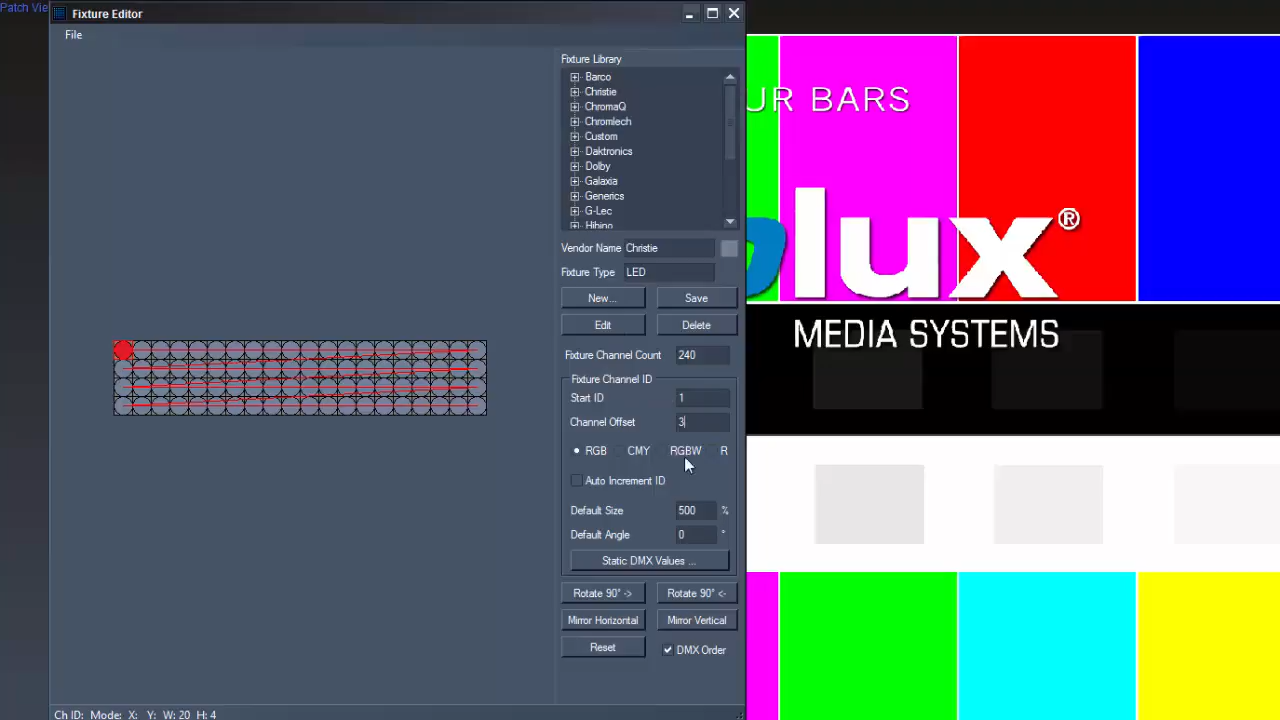 Patch Vie
Fixture Editor
File
Fixture Library
Barco
Christie
ChromaQ
Chromlech
Custom
Daktronics
Dolby
Galaxia
Generics
G-Lec
Hibino
Vendor Name Christie
Fixture Type LED
New... Save
Edit Delete
Fixture Channel Count 240
Fixture Channel ID
Start ID 1
Channel Offset 3
RGB CMY RGBW R
Auto Increment ID
Default Size 500 %
Default Angle 0 °
Static DMX Values ...
Rotate 90° -> Rotate 90° <-
Mirror Horizontal Mirror Vertical
Reset DMX Order
Ch ID: Mode: X: Y: W: 20 H: 4
UR BARS
lux®
MEDIA SYSTEMS